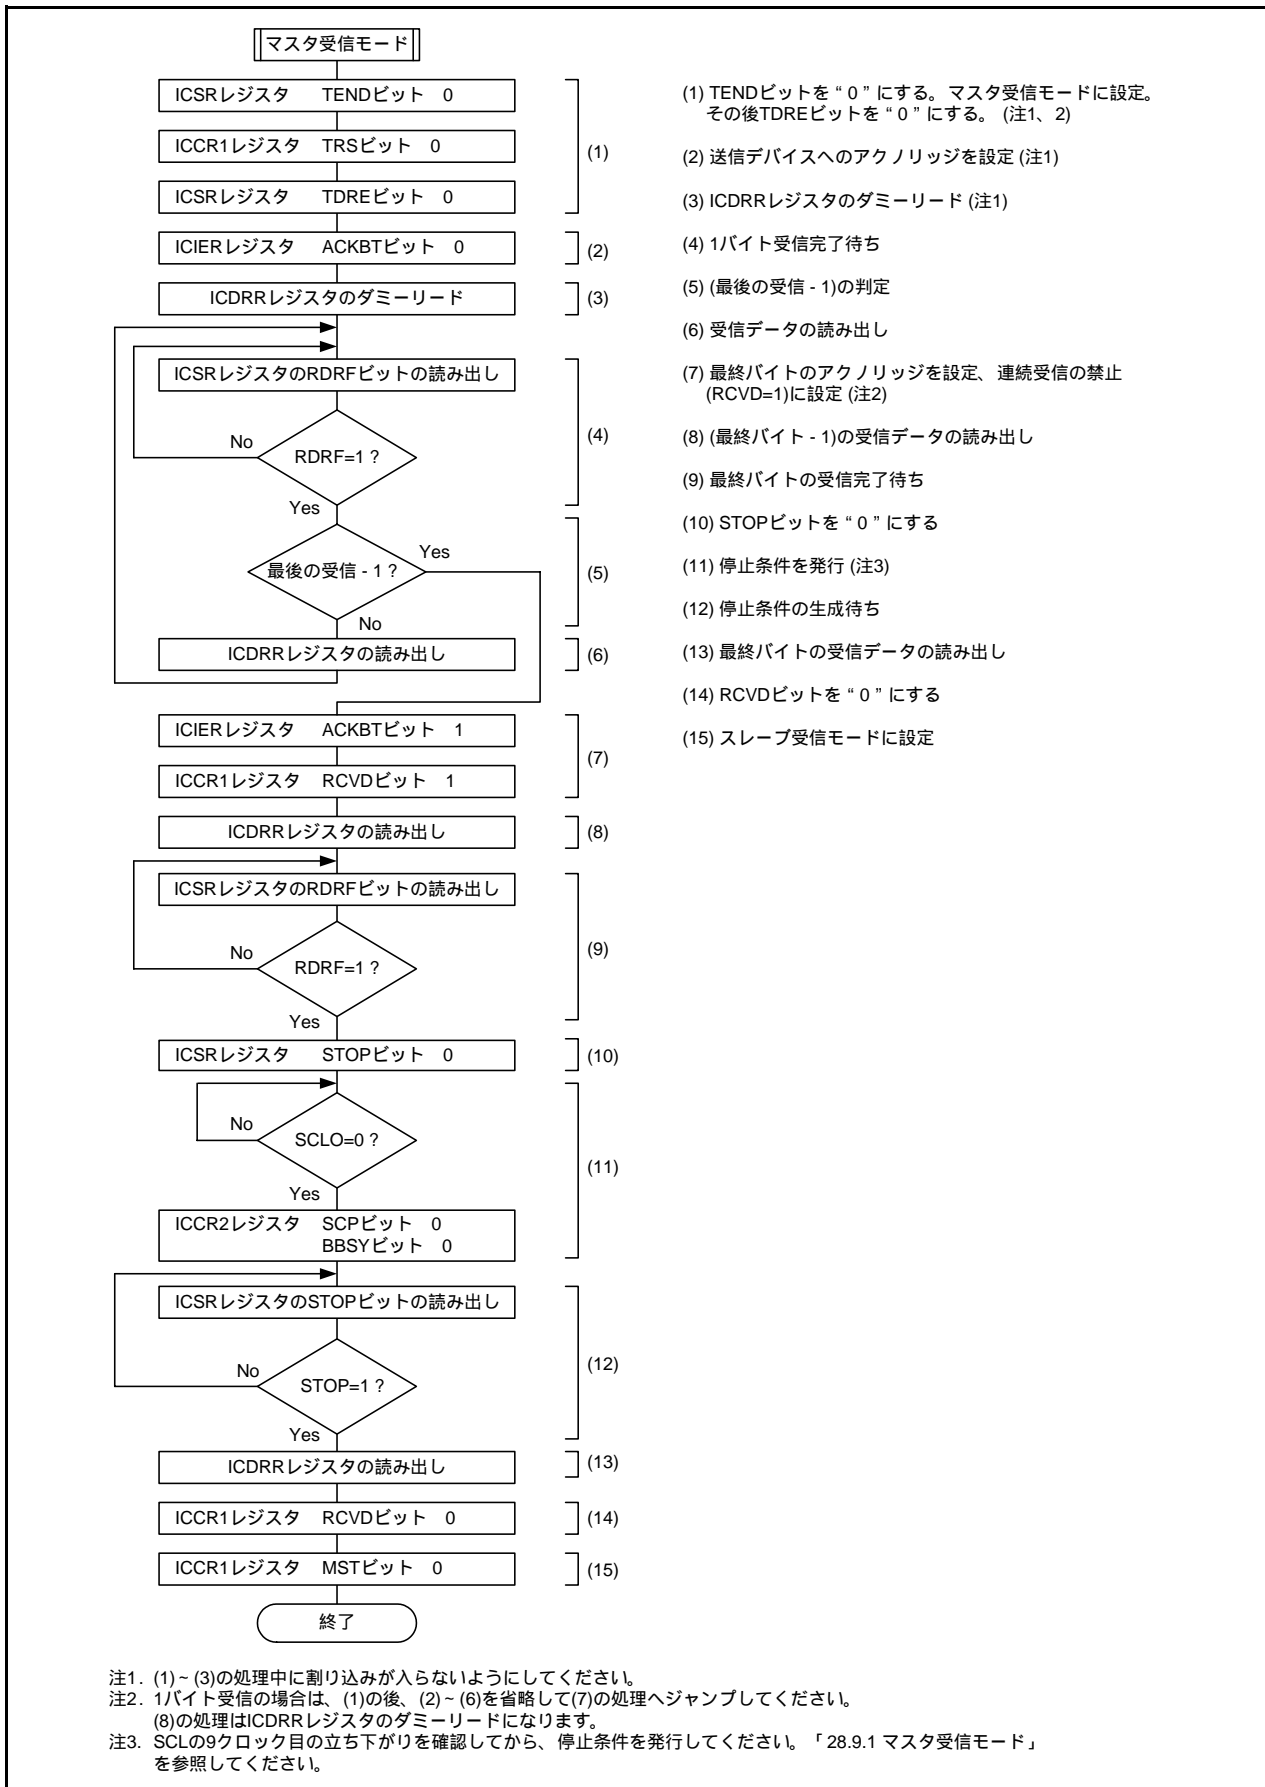 マスタ受信モード
ICSRレジスタ TENDビット 0
ICCR1レジスタ TRSビット 0
ICSRレジスタ TDREビット 0
(1)
ICIERレジスタ ACKBTビット 0
(2)
ICDRRレジスタのダミーリード
(3)
ICSRレジスタのRDRFビットの読み出し
No
RDRF=1 ?
(4)
Yes
最後の受信 - 1 ?
Yes
(5)
No
ICDRRレジスタの読み出し
(6)
ICIERレジスタ ACKBTビット 1
ICCR1レジスタ RCVDビット 1
(7)
ICDRRレジスタの読み出し
(8)
ICSRレジスタのRDRFビットの読み出し
No
RDRF=1 ?
(9)
Yes
ICSRレジスタ STOPビット 0
(10)
No
SCLO=0 ?
(11)
Yes
ICCR2レジスタ SCPビット 0
BBSYビット 0
ICSRレジスタのSTOPビットの読み出し
No
STOP=1 ?
(12)
Yes
ICDRRレジスタの読み出し
(13)
ICCR1レジスタ RCVDビット 0
(14)
ICCR1レジスタ MSTビット 0
(15)
終了
(1) TENDビットを “ 0 ” にする。マスタ受信モードに設定。
その後TDREビットを “ 0 ” にする。 (注1、2)
(2) 送信デバイスへのアクノリッジを設定 (注1)
(3) ICDRRレジスタのダミーリード (注1)
(4) 1バイト受信完了待ち
(5) (最後の受信 - 1)の判定
(6) 受信データの読み出し
(7) 最終バイトのアクノリッジを設定、連続受信の禁止
(RCVD=1)に設定 (注2)
(8) (最終バイト - 1)の受信データの読み出し
(9) 最終バイトの受信完了待ち
(10) STOPビットを “ 0 ” にする
(11) 停止条件を発行 (注3)
(12) 停止条件の生成待ち
(13) 最終バイトの受信データの読み出し
(14) RCVDビットを “ 0 ” にする
(15) スレーブ受信モードに設定
注1. (1) ~ (3)の処理中に割り込みが入らないようにしてください。
注2. 1バイト受信の場合は、(1)の後、(2) ~ (6)を省略して(7)の処理へジャンプしてください。
(8)の処理はICDRRレジスタのダミーリードになります。
注3. SCLの9クロック目の立ち下がりを確認してから、停止条件を発行してください。「 28.9.1 マスタ受信モード」
を参照してください。